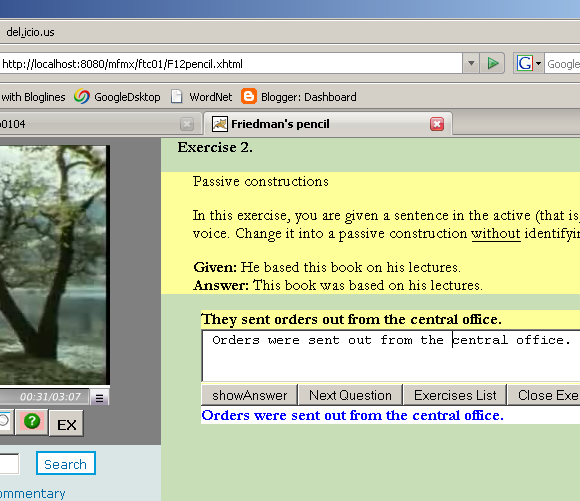 del.icio.us
http://localhost:8080/mfmx/ftc01/F12pencil.xhtml
G Google
with Bloglines GoogleDsktop WordNet Blogger: Dashboard
0104 Friedman's pencil
Exercise 2.
Passive constructions
In this exercise, you are given a sentence in the active (that is
voice. Change it into a passive construction without identifyin
Given: He based this book on his lectures.
Answer: This book was based on his lectures.
They sent orders out from the central office.
Orders were sent out from the central office.
00:31/03:07
showAnswer Next Question Exercises List Close Exe
? EX
Orders were sent out from the central office.
Search
ommentary